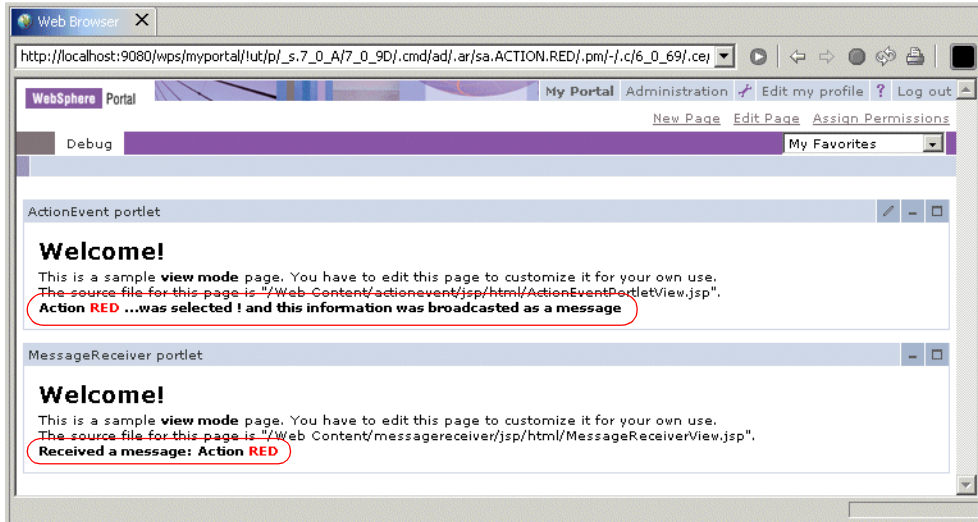 Web Browser
http://localhost:9080/wps/myportal/!ut/p/_s.7_0_A/7_0_9D/.cmd/ad/.ar/sa.ACTION.RED/.pm/-/.c/6_0_69/.ce/
WebSphere Portal
My Portal Administration Edit my profile ? Log out
New Page Edit Page Assign Permissions
Debug
My Favorites
ActionEvent portlet
Welcome!
This is a sample view mode page. You have to edit this page to customize it for your own use.
The source file for this page is "/Web Content/actionevent/jsp/html/ActionEventPortletView.jsp".
Action RED ...was selected ! and this information was broadcasted as a message
MessageReceiver portlet
Welcome!
This is a sample view mode page. You have to edit this page to customize it for your own use.
The source file for this page is "/Web Content/messagereceiver/jsp/html/MessageReceiverView.jsp".
Received a message: Action RED